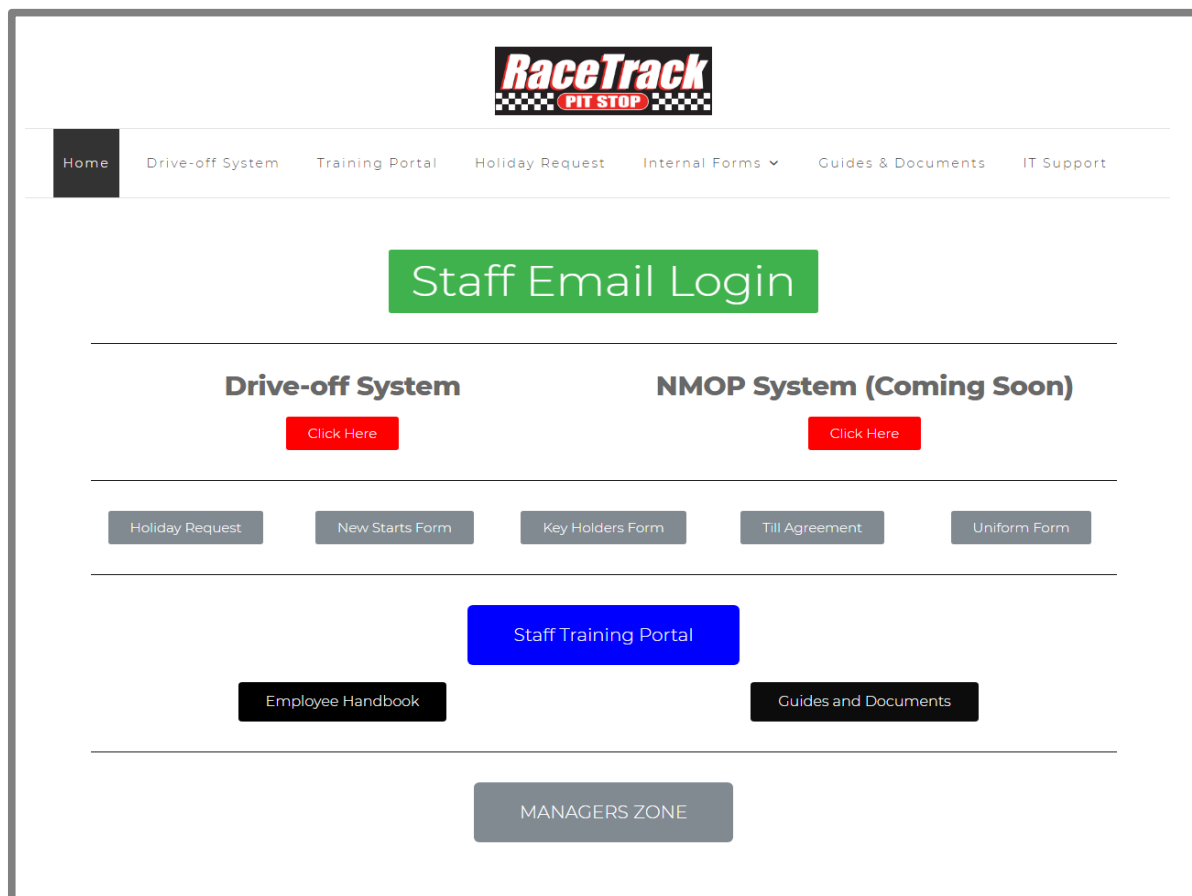 RaceTrack
PIT STOP
Home Drive-off System Training Portal Holiday Request Internal Forms Guides & Documents IT Support
Staff Email Login
Drive-off System NMOP System (Coming Soon)
Click Here Click Here
Holiday Request New Starts Form Key Holders Form Till Agreement Uniform Form
Staff Training Portal
Employee Handbook Guides and Documents
MANAGERS ZONE